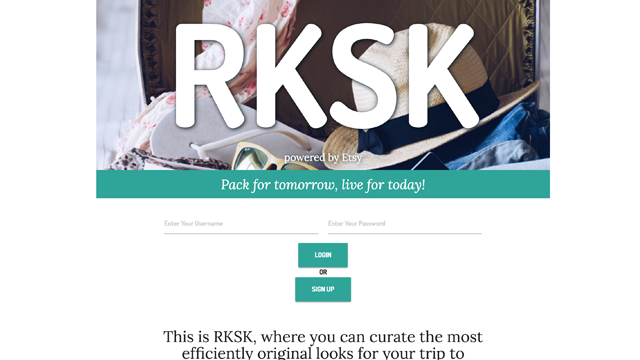 RKSK
powered by Etsy
Pack for tomorrow, live for today!
Enter Your Username Enter Your Password
LOGIN
OR
SIGN UP
This is RKSK, where you can curate the most
efficiently original looks for your trip to